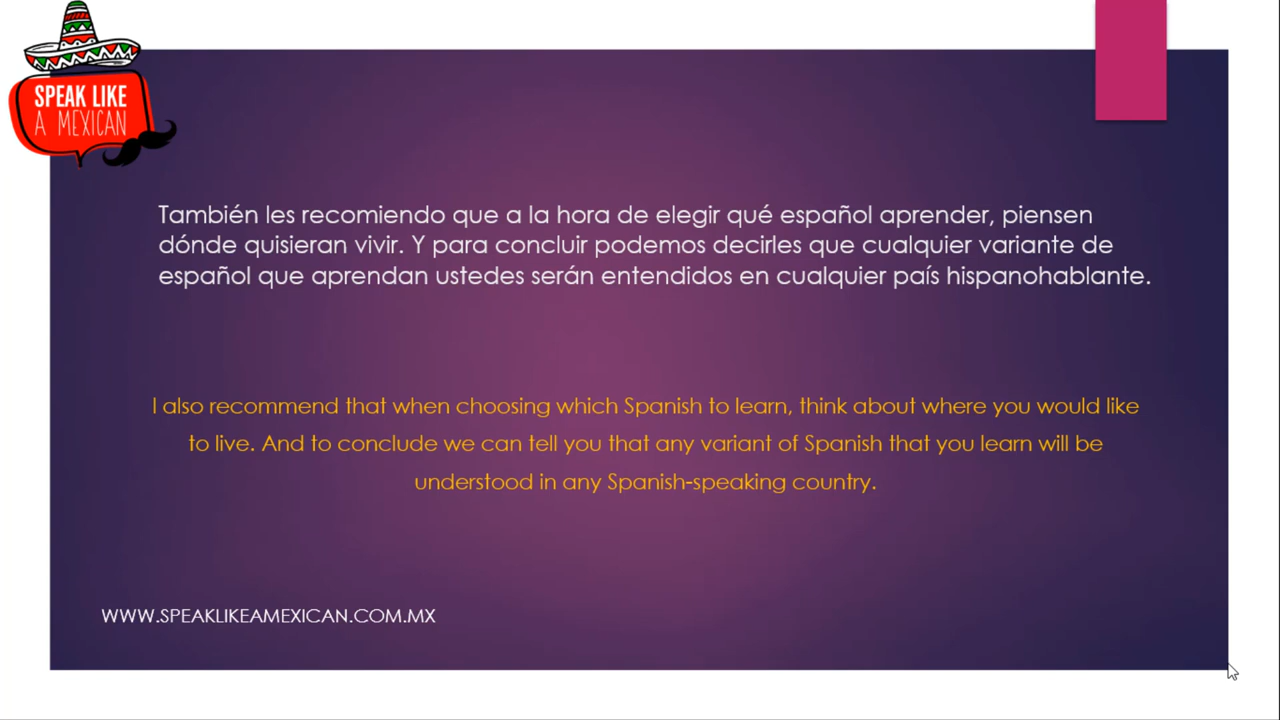 SPEAK LIKE
A MEXICAN
También les recomiendo que a la hora de elegir qué español aprender, piensen
dónde quisieran vivir. Y para concluir podemos decirles que cualquier variante de
español que aprendan ustedes serán entendidos en cualquier país hispanohablante.
I also recommend that when choosing which Spanish to learn, think about where you would like
to live. And to conclude we can tell you that any variant of Spanish that you learn will be
understood in any Spanish-speaking country.
WWW.SPEAKLIKEAMEXICAN.COM.MX